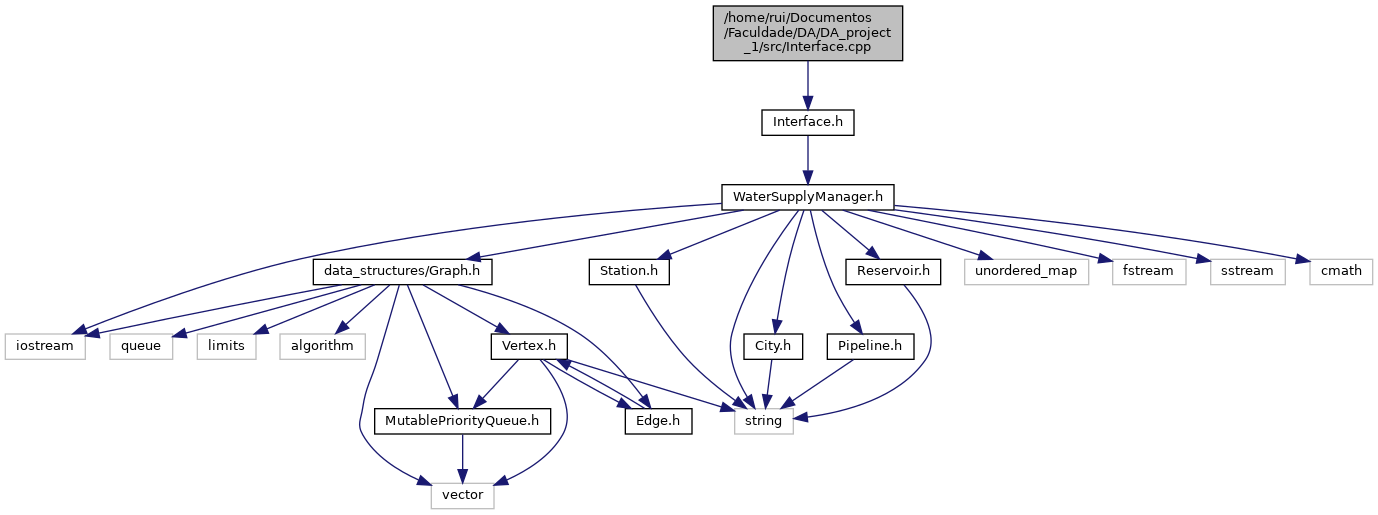 /home/rui/Documentos
/Faculdade/DA/DA_project
_1/src/Interface.cpp
Interface.h
WaterSupplyManager.h
data_structures/Graph.h
Station.h
Reservoir.h
unordered_map
fstream
sstream
cmath
iostream
queue
limits
algorithm
Vertex.h
City.h
Pipeline.h
MutablePriorityQueue.h
Edge.h
string
vector